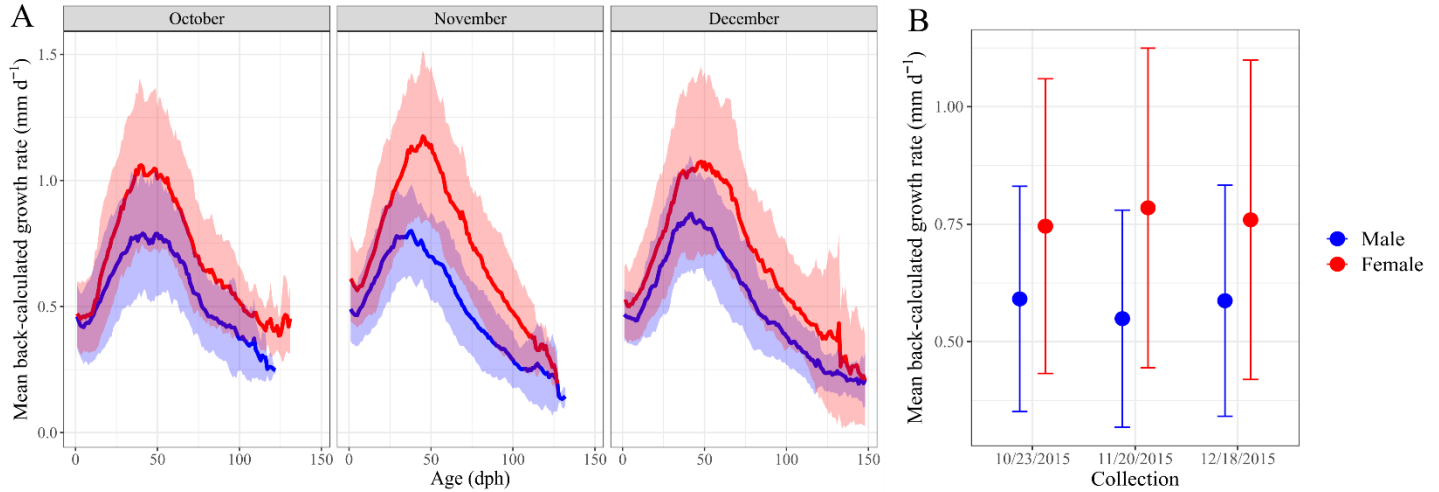 A
October
November
December
Mean back-calculated growth rate (mm d⁻¹)
1.5
1.0
0.5
0.0
0 50 100 150
0 50 100 150
0 50 100 150
Age (dph)
B
Mean back-calculated growth rate (mm d⁻¹)
1.00
0.75
0.50
10/23/2015 11/20/2015 12/18/2015
Collection
Male
Female